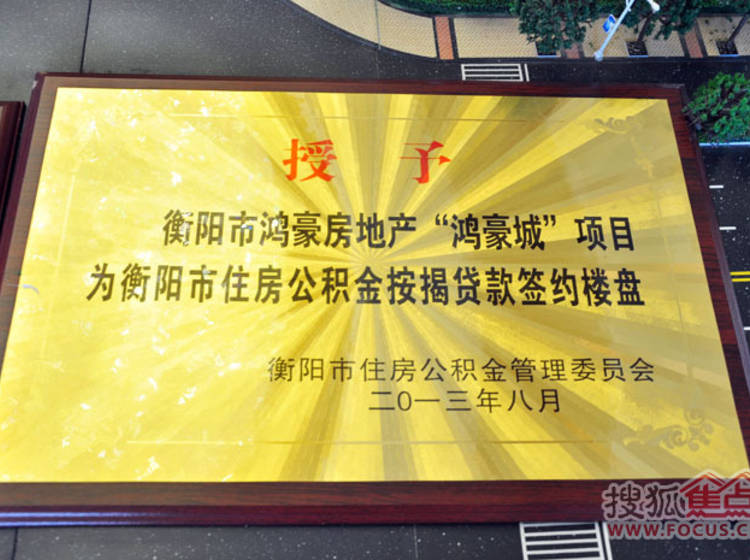 授 予
衡阳市鸿豪房地产“鸿豪城”项目
为衡阳市住房公积金按揭贷款签约楼盘
衡阳市住房公积金管理委员会
二0一三年八月
搜狐焦点
WWW.FOCUS.C